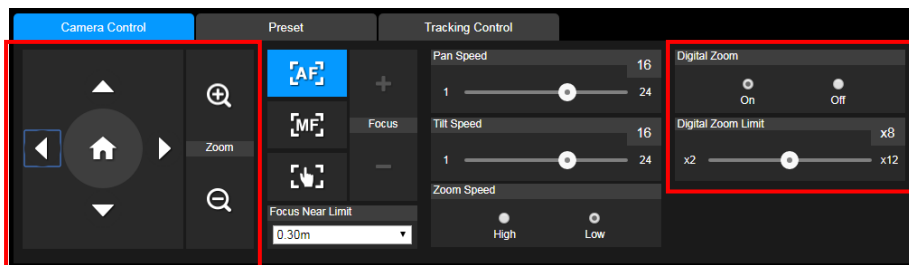 Camera Control
Preset
Tracking Control
Zoom
AF
MF
Focus
Focus Near Limit
0.30m
Pan Speed
16
1
24
Tilt Speed
16
1
24
Zoom Speed
High
Low
Digital Zoom
On
Off
Digital Zoom Limit
x8
x2
x12